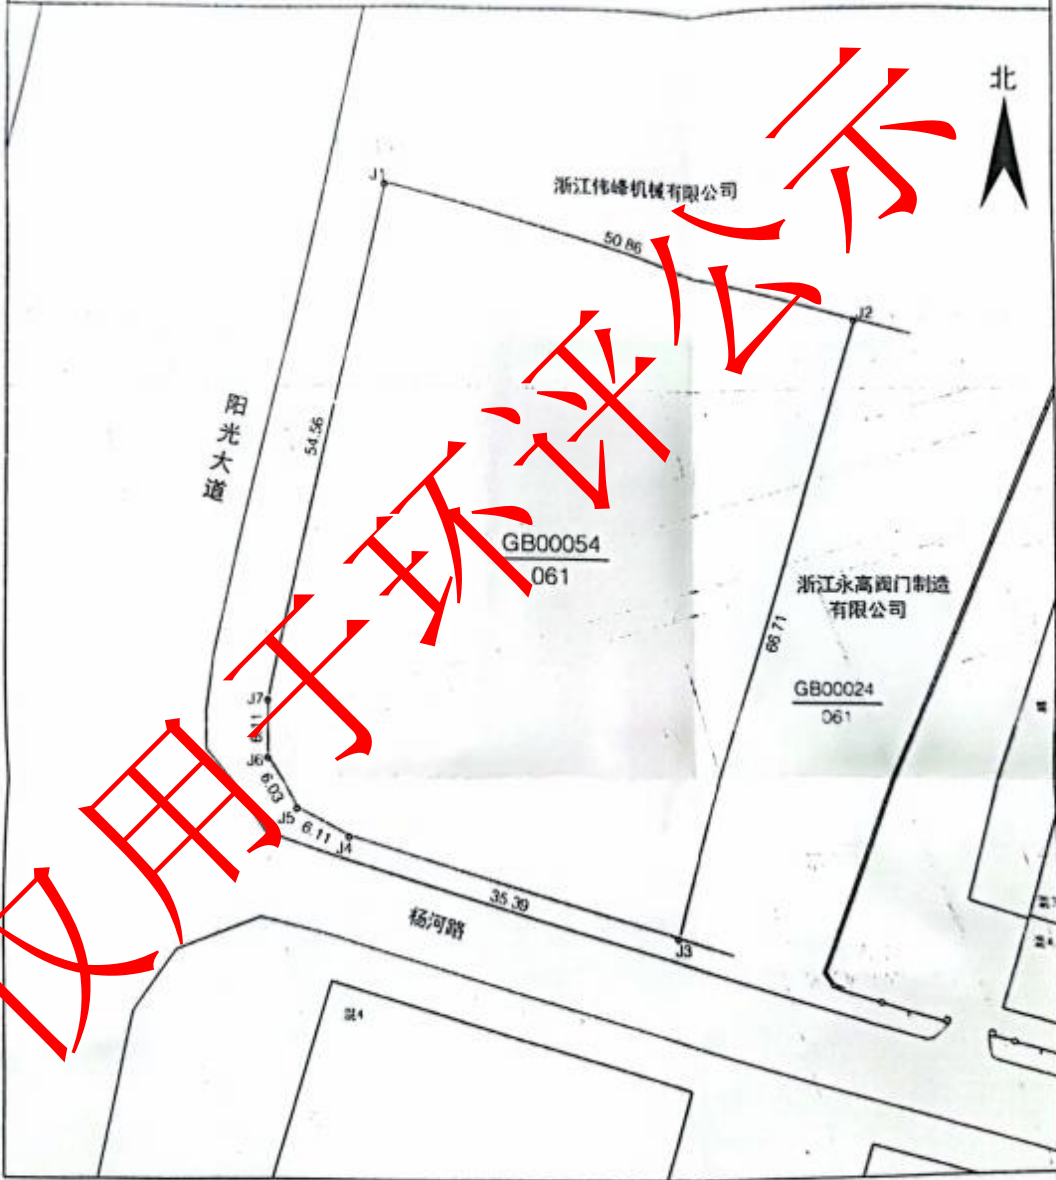 北
J1
浙江伟峰机械有限公司
50.86
J2
阳光大道
54.56
GB00054
061
浙江永高阀门制造
有限公司
66.71
GB00024
061
J7
6.11
J6
6.03
J5
6.11
J4
35.39
杨河路
J3
仅用于环评公示